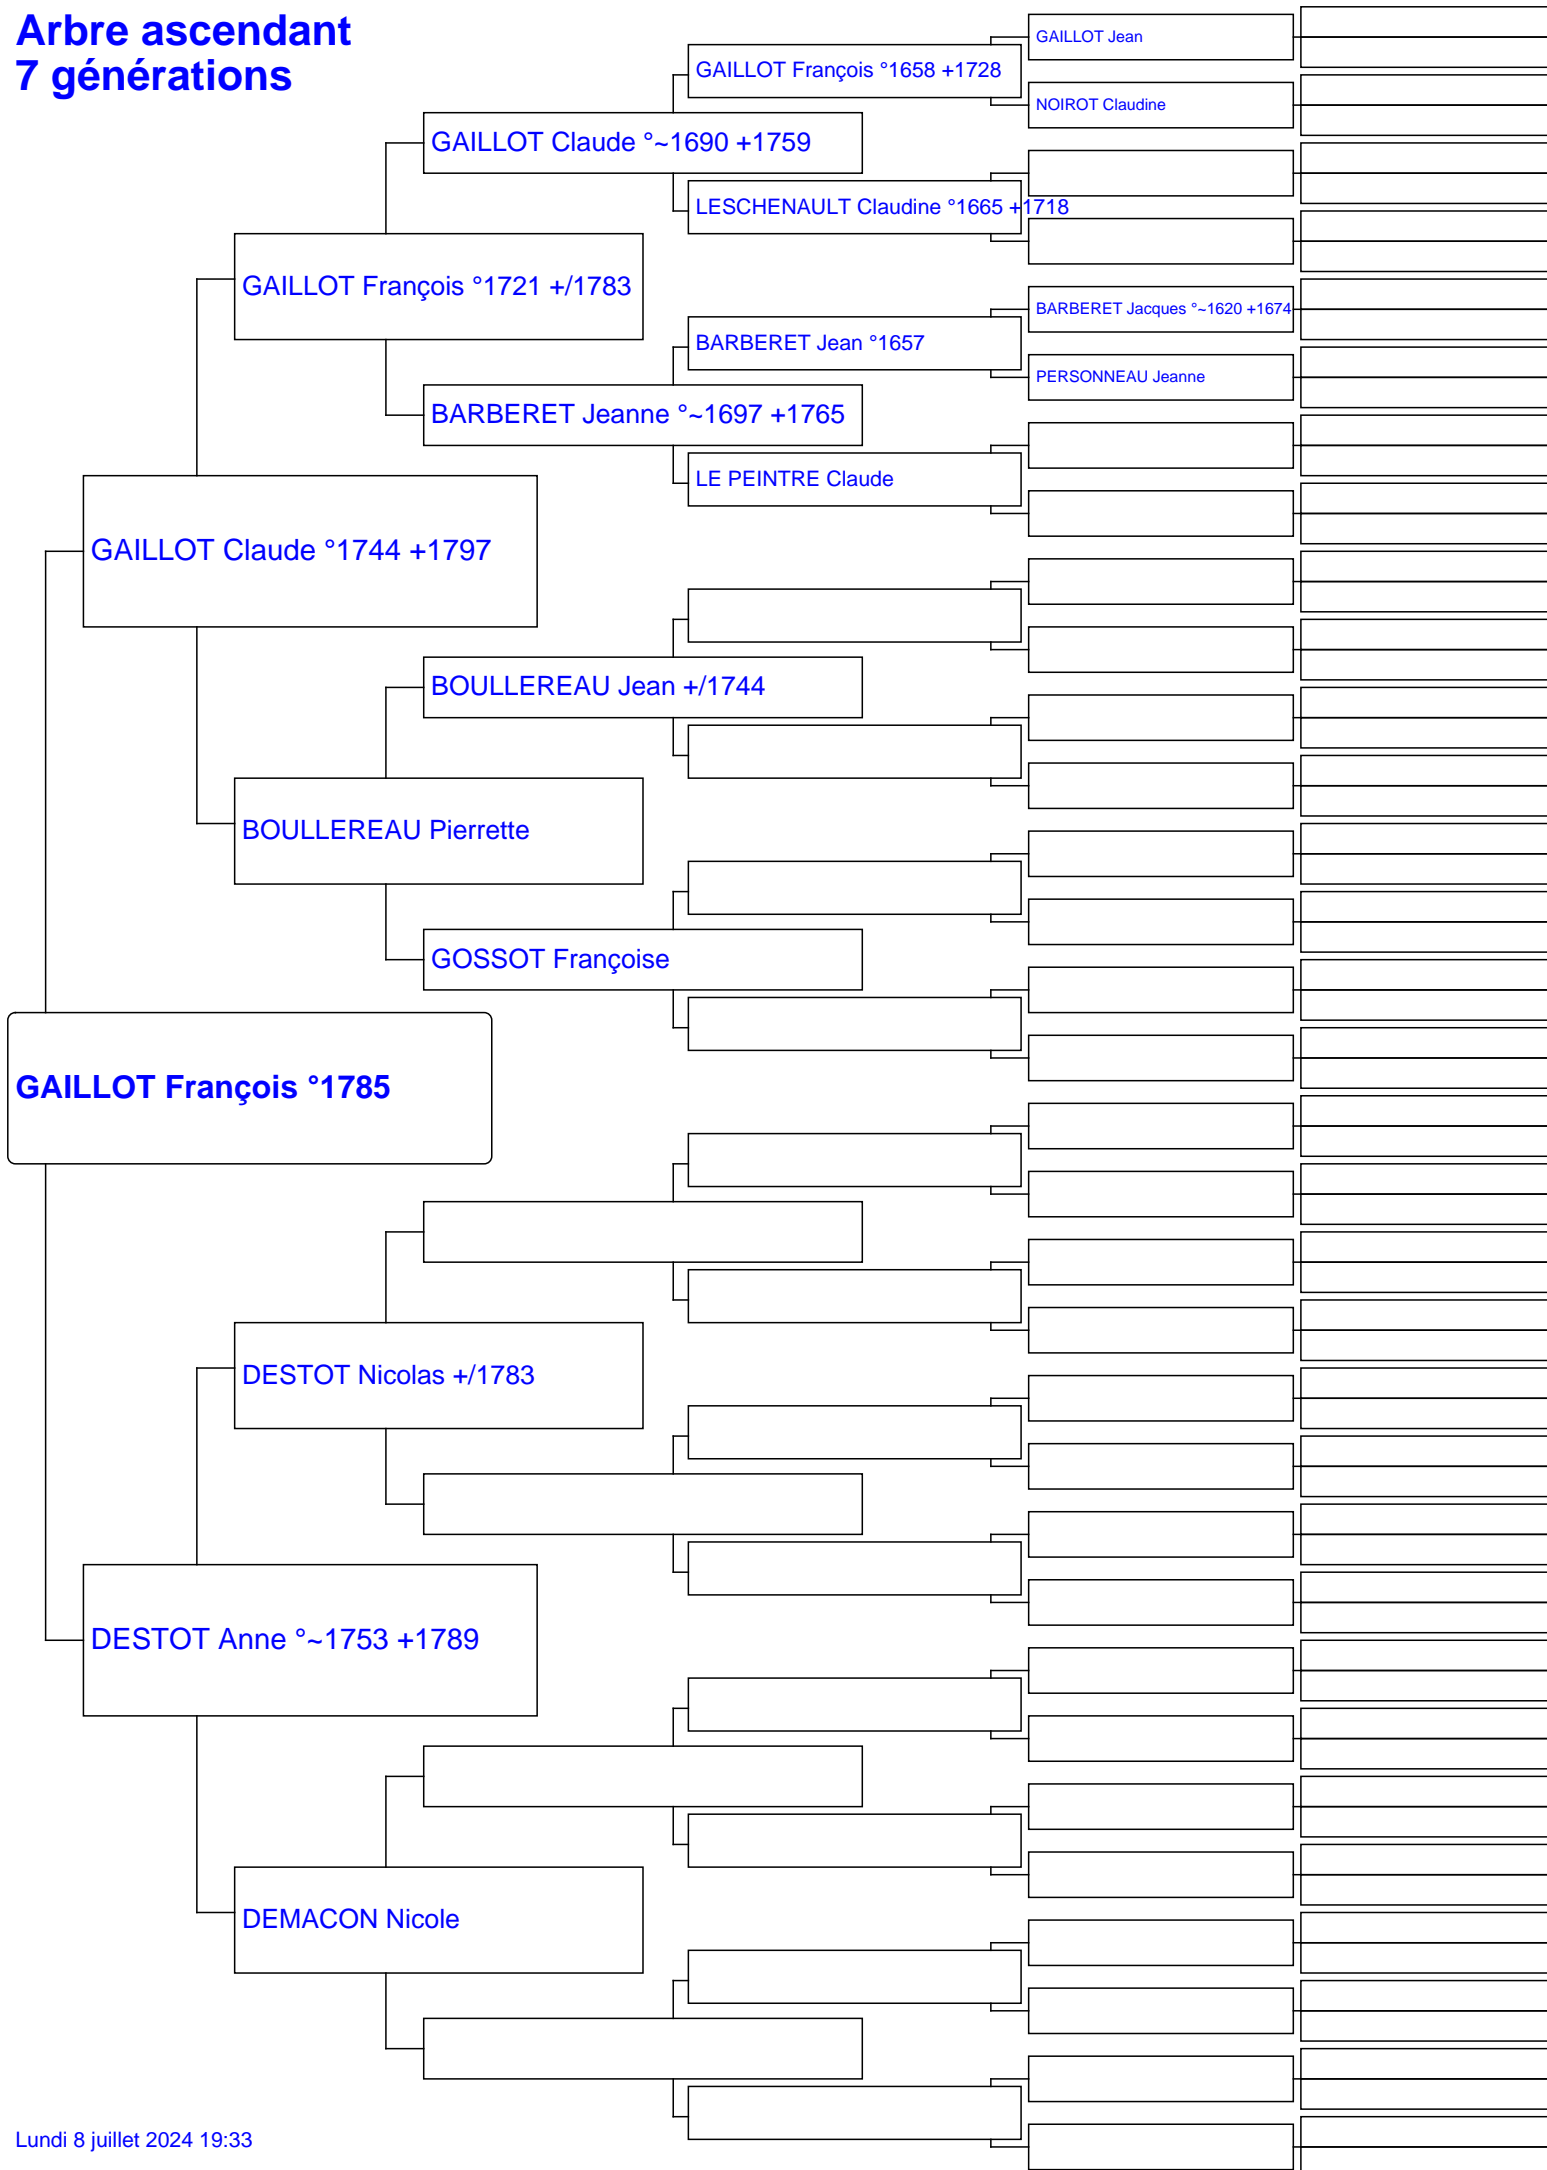 Arbre ascendant
7 générations
GAILLOT Jean
GAILLOT François °1658 +1728
NOIROT Claudine
GAILLOT Claude °~1690 +1759
LESCHENAULT Claudine °1665 +1718
GAILLOT François °1721 +/1783
BARBERET Jacques °~1620 +1674
BARBERET Jean °1657
PERSONNEAU Jeanne
BARBERET Jeanne °~1697 +1765
LE PEINTRE Claude
GAILLOT Claude °1744 +1797
BOULLEREAU Jean +/1744
BOULLEREAU Pierrette
GOSSOT Françoise
GAILLOT François °1785
DESTOT Nicolas +/1783
DESTOT Anne °~1753 +1789
DEMACON Nicole
Lundi 8 juillet 2024 19:33